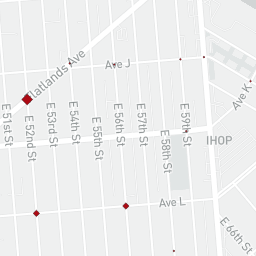 Flatlands Ave
Ave J
Ave K
E 51st St
E 52nd St
E 53rd St
E 54th St
E 55th St
E 56th St
E 57th St
E 58th St
E 59th St
IHOP
Ave L
E 66th St